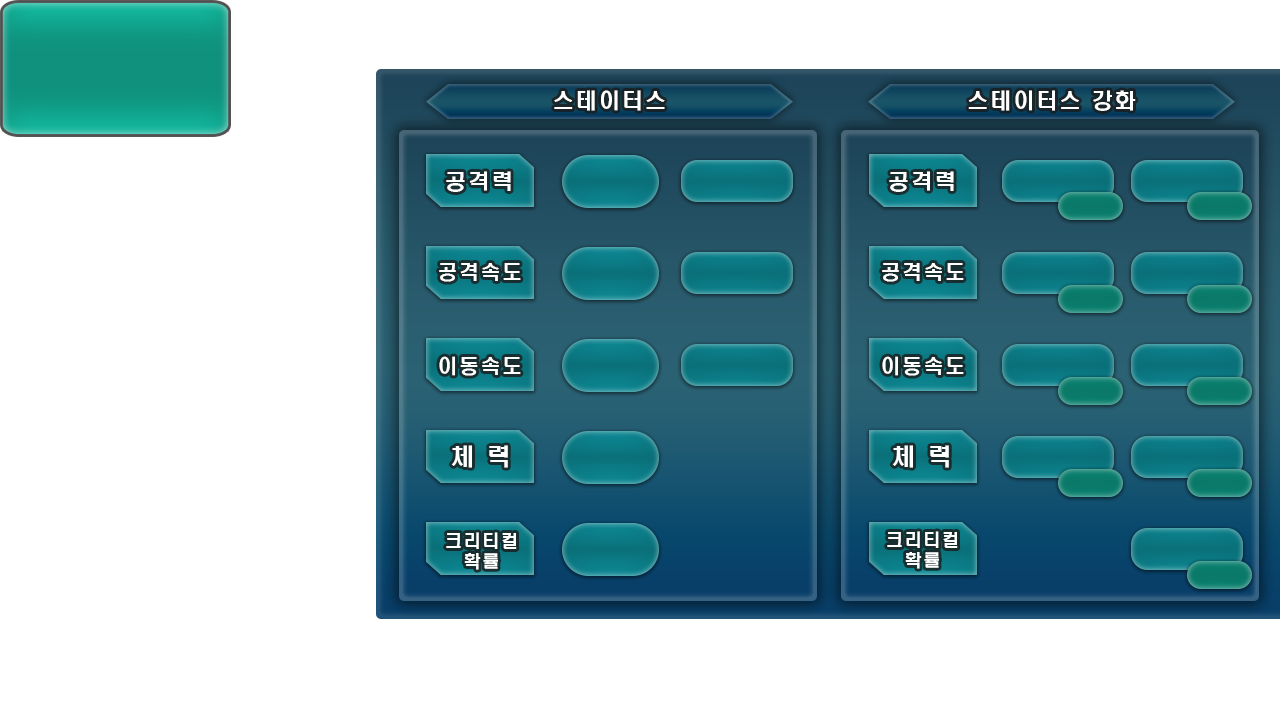 스테이터스
공격력
공격속도
이동속도
체 력
크리티컬
확률
스테이터스 강화
공격력
공격속도
이동속도
체 력
크리티컬
확률